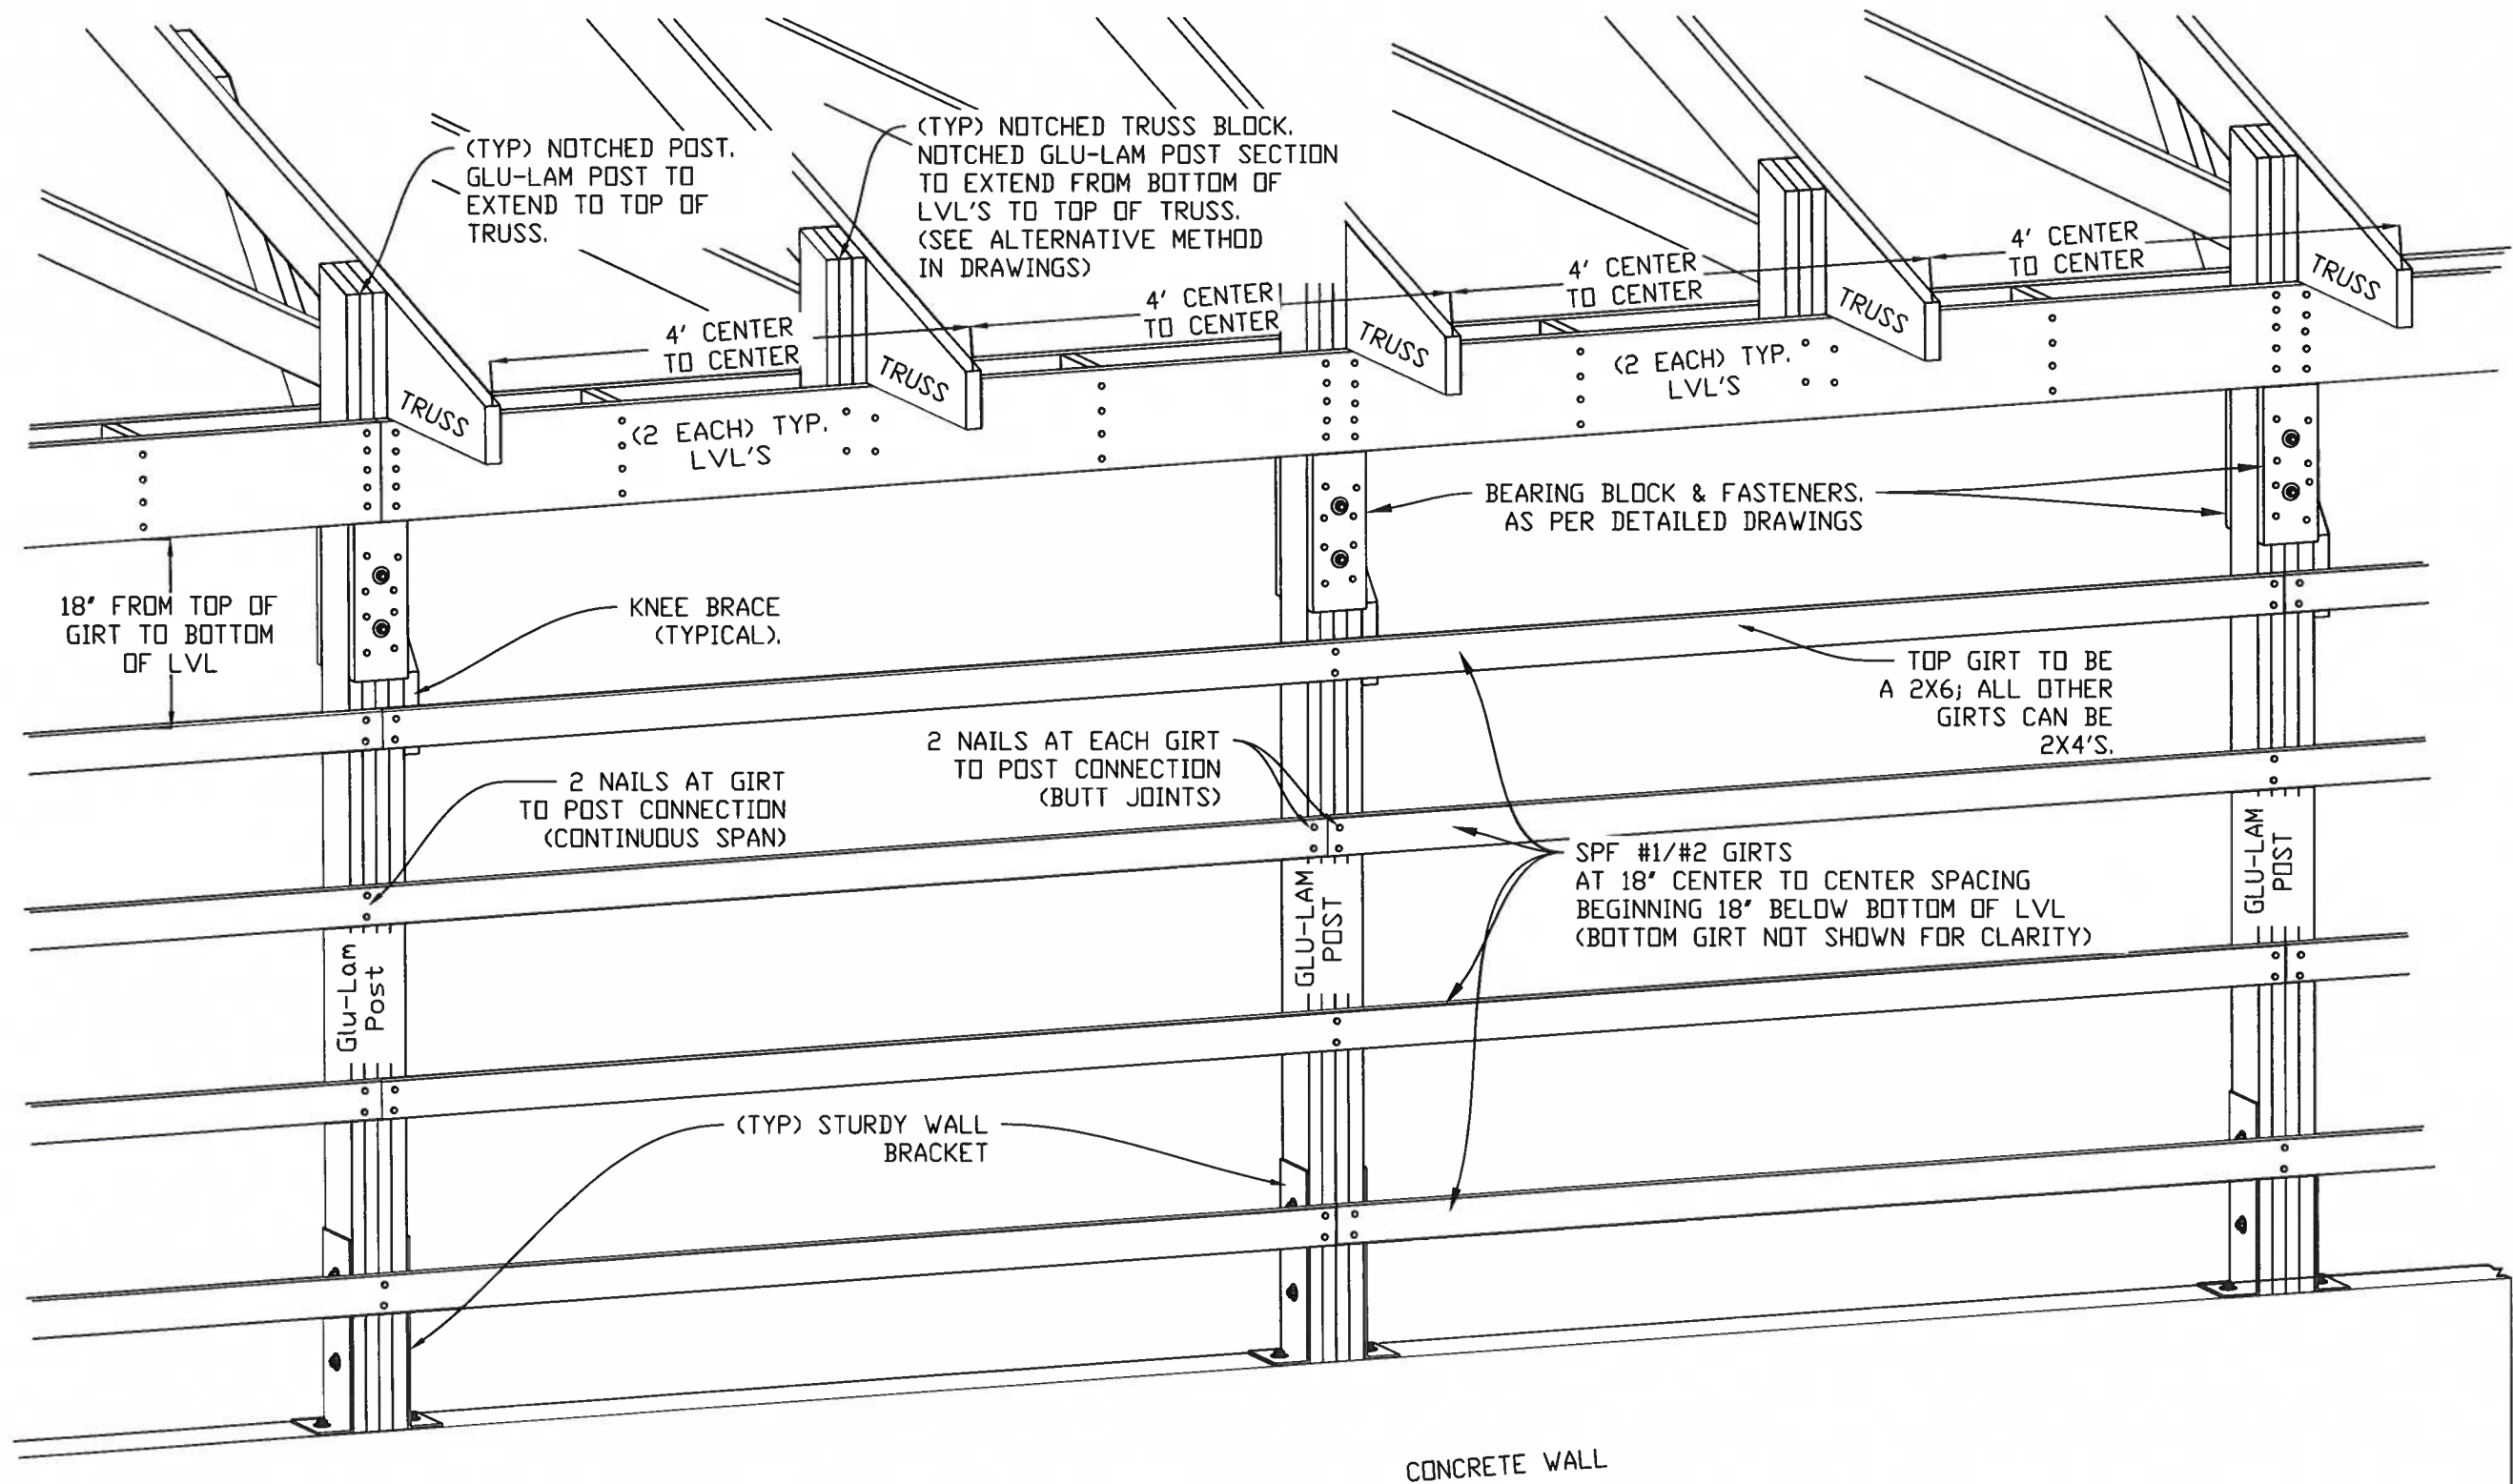 (TYP) NOTCHED POST.
GLU-LAM POST TO
EXTEND TO TOP OF
TRUSS.
(TYP) NOTCHED TRUSS BLOCK.
NOTCHED GLU-LAM POST SECTION
TO EXTEND FROM BOTTOM OF
LVL'S TO TOP OF TRUSS.
(SEE ALTERNATIVE METHOD
IN DRAWINGS)
4' CENTER
TO CENTER
4' CENTER
TO CENTER
4' CENTER
TO CENTER
4' CENTER
TO CENTER
TRUSS
TRUSS
TRUSS
TRUSS
TRUSS
(2 EACH) TYP.
LVL'S
(2 EACH) TYP.
LVL'S
BEARING BLOCK & FASTENERS.
AS PER DETAILED DRAWINGS
18" FROM TOP OF
GIRT TO BOTTOM
OF LVL
KNEE BRACE
(TYPICAL).
TOP GIRT TO BE
A 2X6; ALL OTHER
GIRTS CAN BE
2X4'S.
2 NAILS AT GIRT
TO POST CONNECTION
(CONTINUOUS SPAN)
2 NAILS AT EACH GIRT
TO POST CONNECTION
(BUTT JOINTS)
SPF #1/#2 GIRTS
AT 18" CENTER TO CENTER SPACING
BEGINNING 18" BELOW BOTTOM OF LVL
(BOTTOM GIRT NOT SHOWN FOR CLARITY)
Glu-Lam
Post
GLU-LAM
POST
GLU-LAM
POST
(TYP) STURDY WALL
BRACKET
CONCRETE WALL